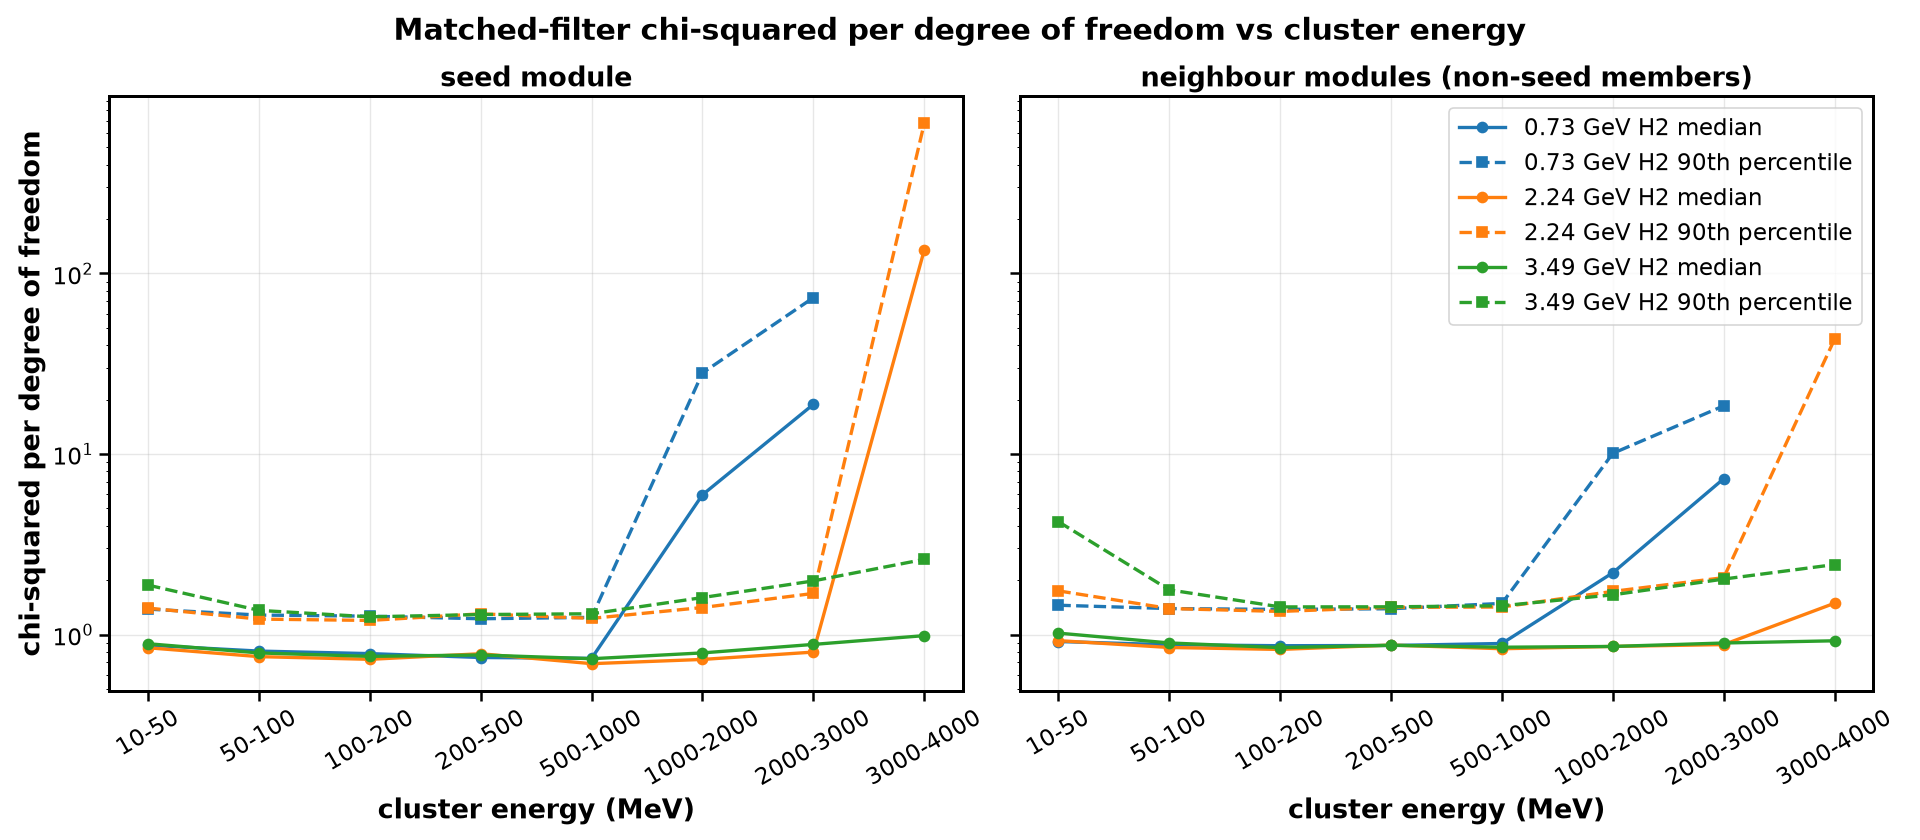 Matched-filter chi-squared per degree of freedom vs cluster energy
seed module
chi-squared per degree of freedom
10²
10¹
10⁰
10-50
50-100
100-200
200-500
500-1000
1000-2000
2000-3000
3000-4000
cluster energy (MeV)
neighbour modules (non-seed members)
0.73 GeV H2 median
0.73 GeV H2 90th percentile
2.24 GeV H2 median
2.24 GeV H2 90th percentile
3.49 GeV H2 median
3.49 GeV H2 90th percentile
10-50
50-100
100-200
200-500
500-1000
1000-2000
2000-3000
3000-4000
cluster energy (MeV)